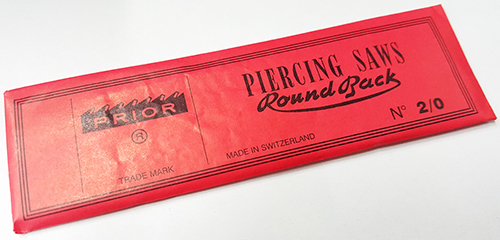 PRIOR
®
TRADE MARK
PIERCING SAWS
Round Back
Nº 2/0
MADE IN SWITZERLAND